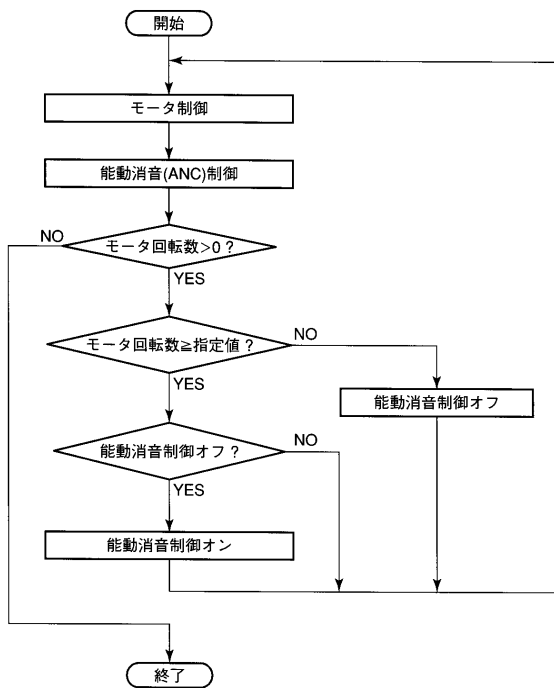 開始
モータ制御
能動消音(ANC)制御
モータ回転数>0？
NO
YES
モータ回転数≧指定値？
NO
YES
能動消音制御オフ
能動消音制御オフ？
NO
YES
能動消音制御オン
終了